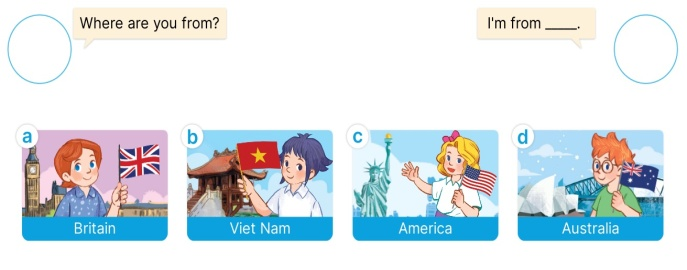 Where are you from?
I'm from _____.
a
b
c
d
Britain
Viet Nam
America
Australia